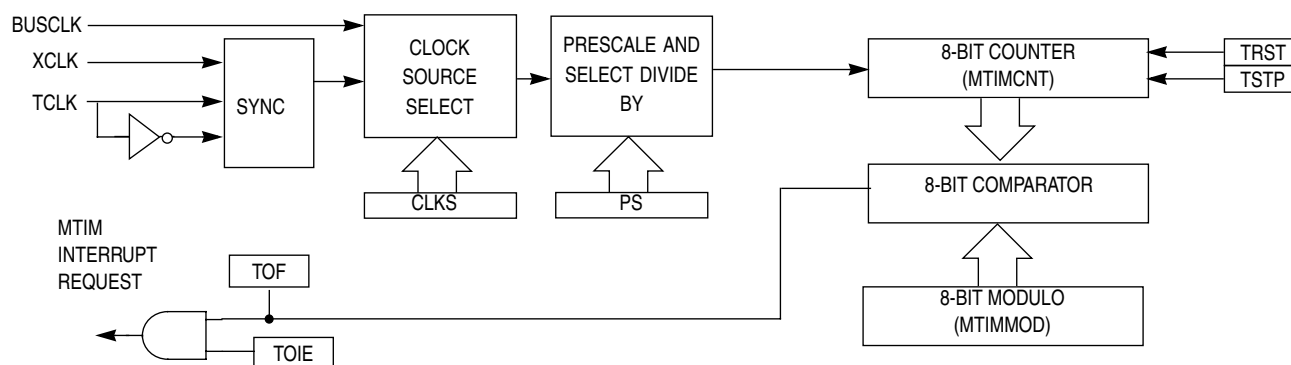 BUSCLK
XCLK
TCLK
SYNC
CLOCK
SOURCE
SELECT
PRESCALE AND
SELECT DIVIDE
BY
8-BIT COUNTER
(MTIMCNT)
TRST
TSTP
CLKS
PS
8-BIT COMPARATOR
MTIM
INTERRUPT
REQUEST
TOF
8-BIT MODULO
(MTIMMOD)
TOIE